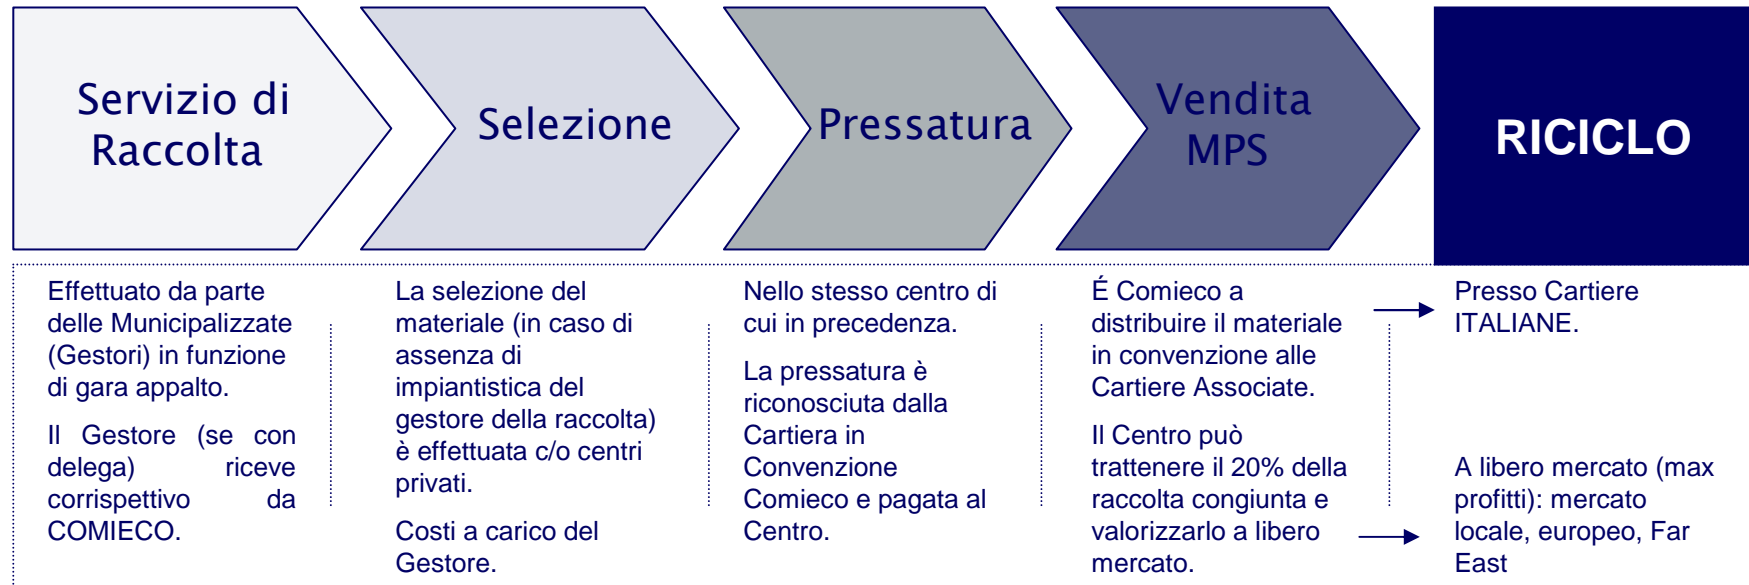 Servizio di
Raccolta
Selezione
Pressatura
Vendita
MPS
RICICLO
Effettuato da parte
delle Municipalizzate
(Gestori) in funzione
di gara appalto.
Il Gestore (se con
delega) riceve
corrispettivo da
COMIECO.
La selezione del
materiale (in caso di
assenza di
impiantistica del
gestore della raccolta)
è effettuata c/o centri
privati.
Costi a carico del
Gestore.
Nello stesso centro di
cui in precedenza.
La pressatura è
riconosciuta dalla
Cartiera in
Convenzione
Comieco e pagata al
Centro.
É Comieco a
distribuire il materiale
in convenzione alle
Cartiere Associate.
Il Centro può
trattenere il 20% della
raccolta congiunta e
valorizzarlo a libero
mercato.
Presso Cartiere
ITALIANE.
A libero mercato (max
profitti): mercato
locale, europeo, Far
East